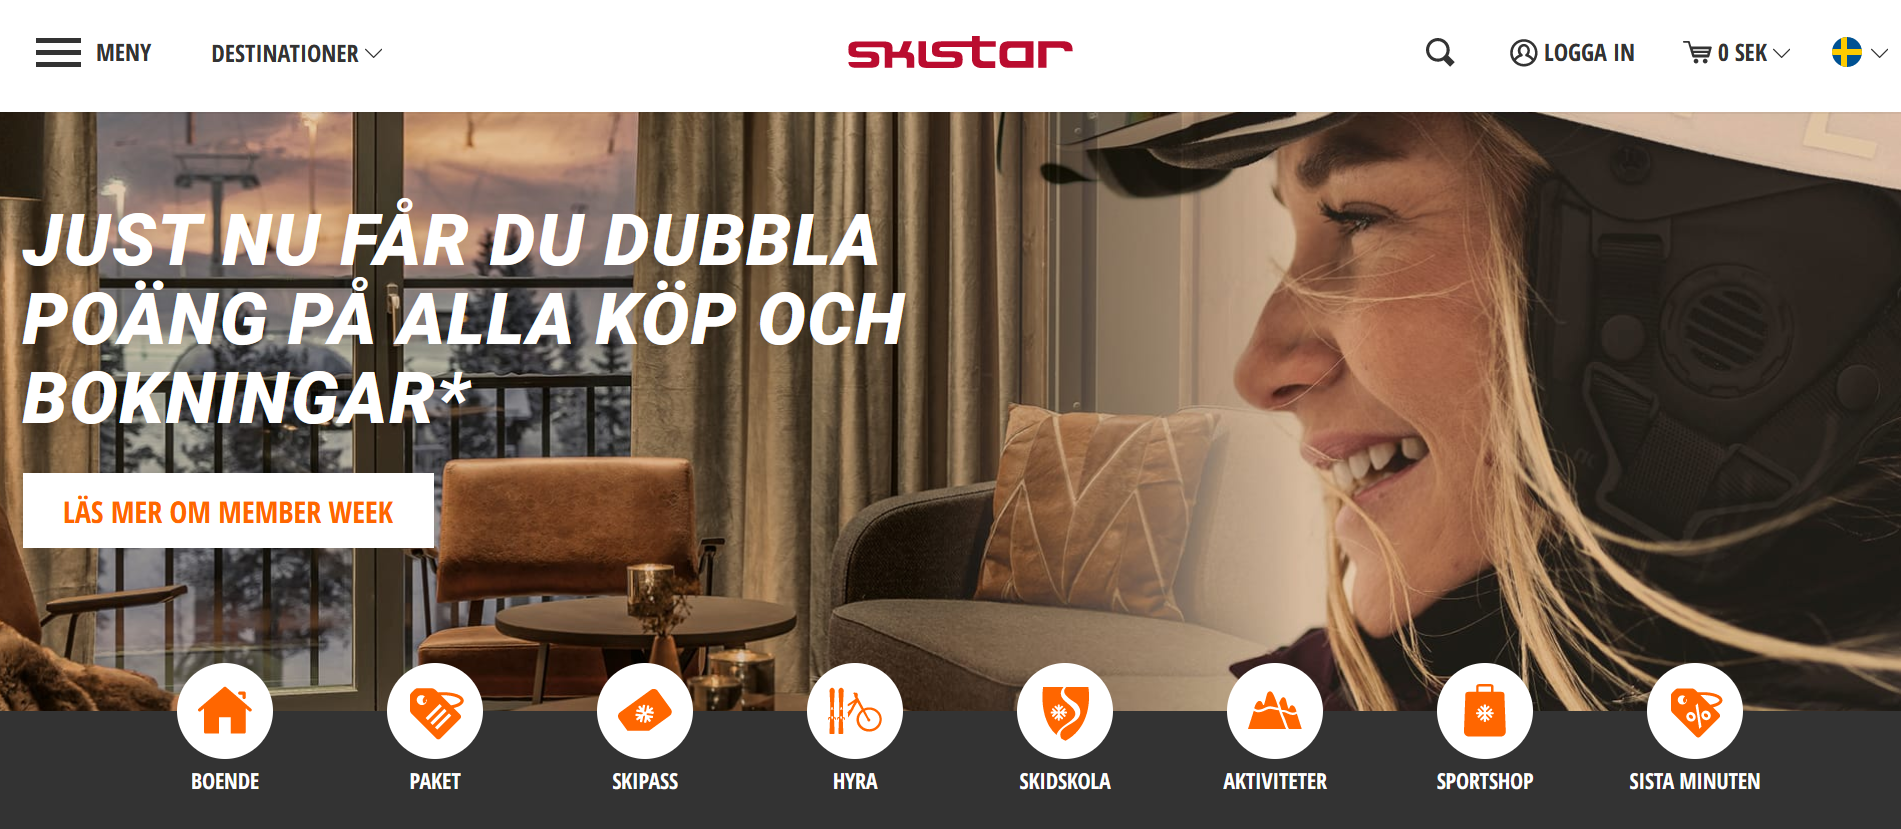 MENY
DESTINATIONER
skistar
LOGGA IN
0 SEK
JUST NU FÅR DU DUBBLA
POÄNG PÅ ALLA KÖP OCH
BOKNINGAR*
LÄS MER OM MEMBER WEEK
BOENDE
PAKET
SKIPASS
HYRA
SKIDSKOLA
AKTIVITETER
SPORTSHOP
SISTA MINUTEN